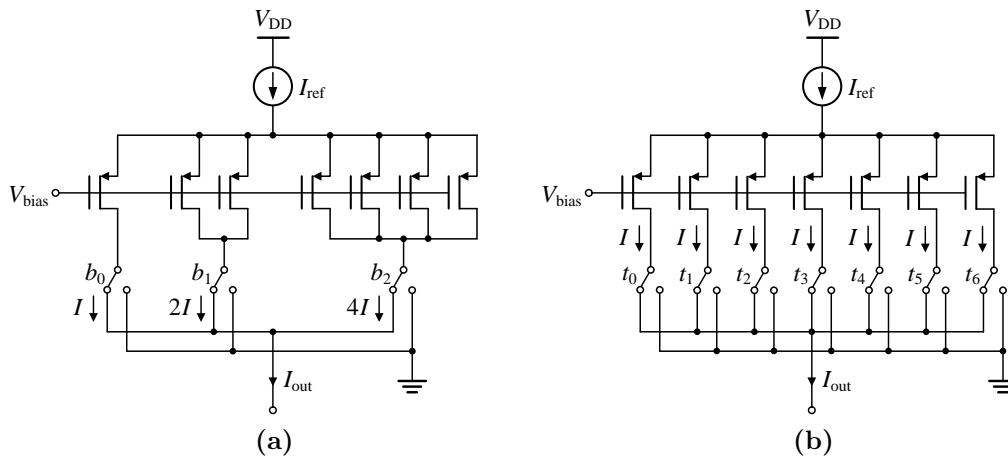 V_DD
I_ref
V_bias
b_0 b_1 b_2
I 2I 4I
I_out
(a)
V_DD
I_ref
V_bias
I I I I I I I
t_0 t_1 t_2 t_3 t_4 t_5 t_6
I_out
(b)